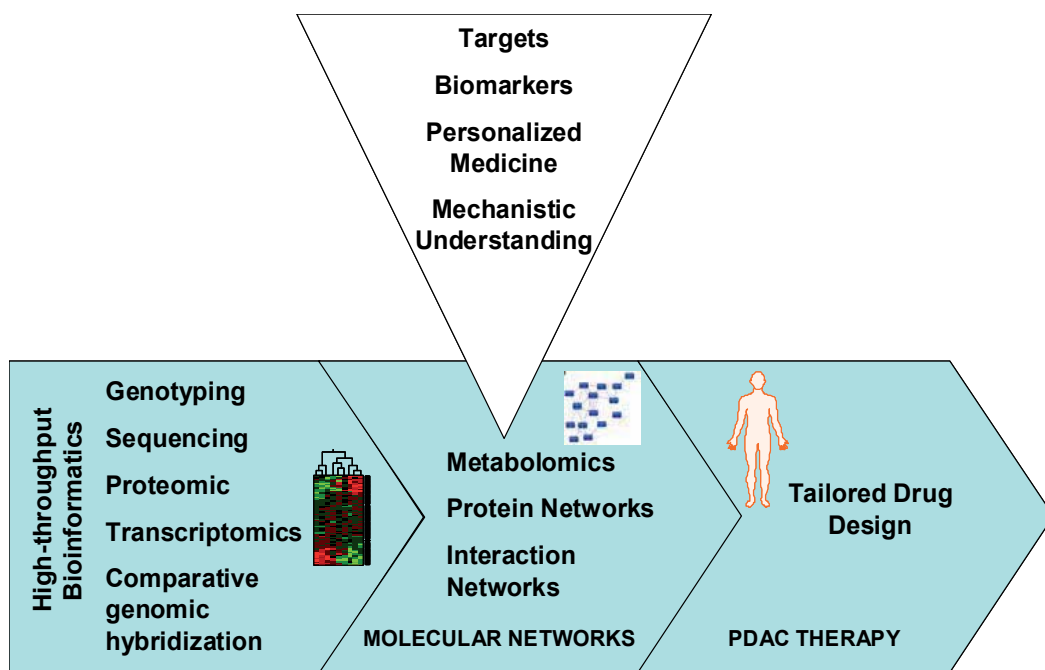 Targets
Biomarkers
Personalized
Medicine
Mechanistic
Understanding
High-throughput
Bioinformatics
Genotyping
Sequencing
Proteomic
Transcriptomics
Comparative
genomic
hybridization
Metabolomics
Protein Networks
Interaction
Networks
MOLECULAR NETWORKS
Tailored Drug
Design
PDAC THERAPY